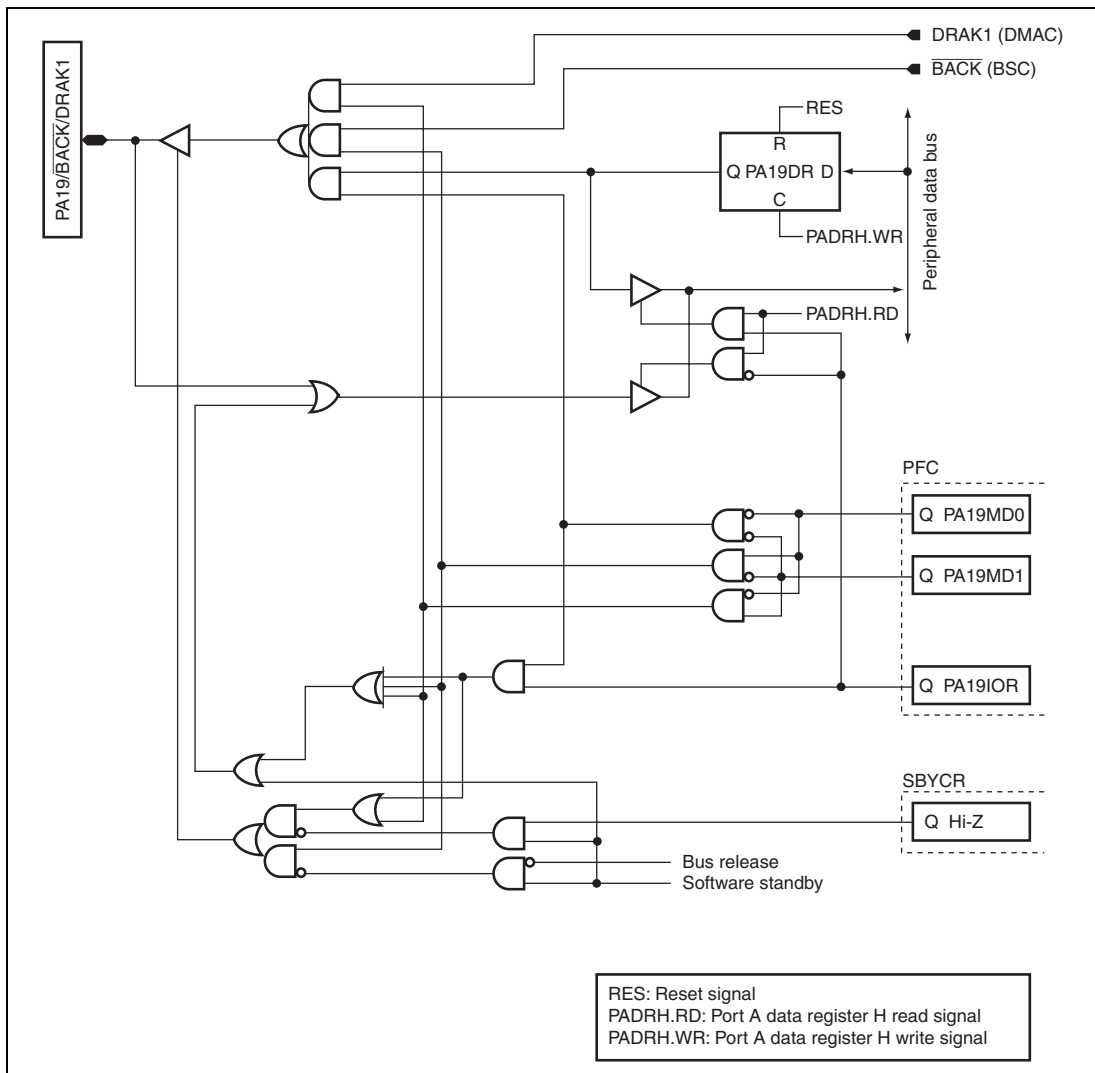 PA19/BACK/DRAK1
DRAK1 (DMAC)
BACK (BSC)
RES
R
Q PA19DR D
C
PADRH.WR
Peripheral data bus
PADRH.RD
PFC
Q PA19MD0
Q PA19MD1
Q PA19IOR
SBYCR
Q Hi-Z
Bus release
Software standby
RES: Reset signal
PADRH.RD: Port A data register H read signal
PADRH.WR: Port A data register H write signal